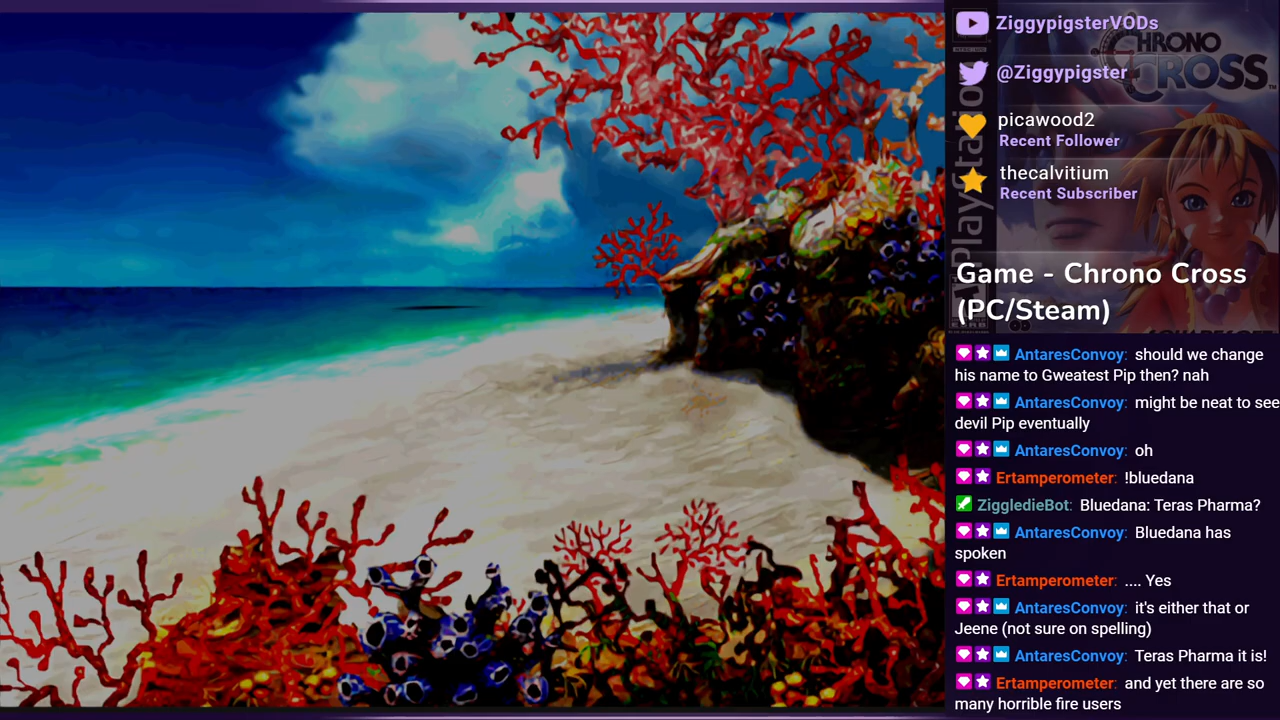 ZiggypigsterVODs
@Ziggypigster
picawood2
Recent Follower
thecalvitium
Recent Subscriber
PlayStation
CHRONO
CROSS
Game - Chrono Cross
(PC/Steam)
AntaresConvoy: should we change
his name to Gweatest Pip then? nah
AntaresConvoy: might be neat to see
devil Pip eventually
AntaresConvoy: oh
Ertamperometer: !bluedana
ZiggledieBot: Bluedana: Teras Pharma?
AntaresConvoy: Bluedana has
spoken
Ertamperometer: .... Yes
AntaresConvoy: it's either that or
Jeene (not sure on spelling)
AntaresConvoy: Teras Pharma it is!
Ertamperometer: and yet there are so
many horrible fire users